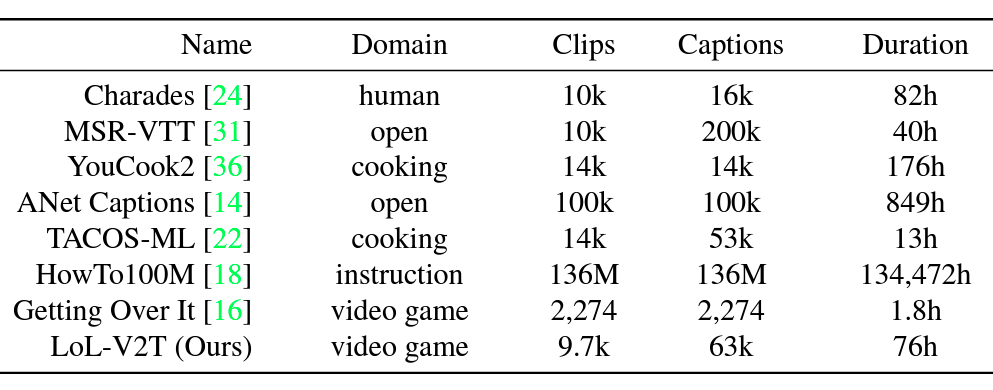 Name Domain Clips Captions Duration
Charades [24] human 10k 16k 82h
MSR-VTT [31] open 10k 200k 40h
YouCook2 [36] cooking 14k 14k 176h
ANet Captions [14] open 100k 100k 849h
TACOS-ML [22] cooking 14k 53k 13h
HowTo100M [18] instruction 136M 136M 134,472h
Getting Over It [16] video game 2,274 2,274 1.8h
LoL-V2T (Ours) video game 9.7k 63k 76h